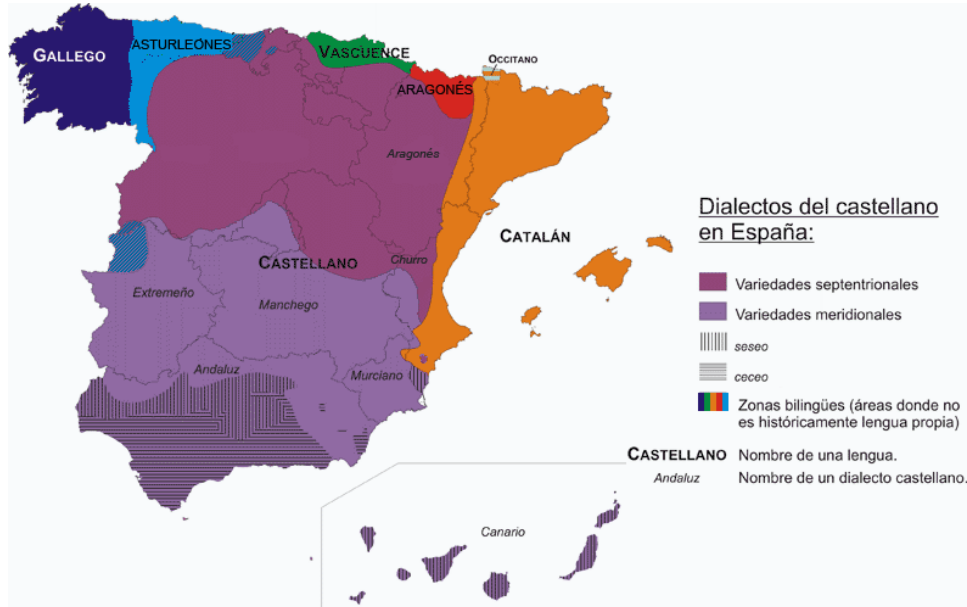 GALLEGO
ASTURLEONES
VASCUENCE
OCCITANO
ARAGONÉS
Aragonés
CATALÁN
CASTELLANO
Churro
Extremeño
Manchego
Andaluz
Murciano
Canario
Dialectos del castellano
en España:
Variedades septentrionales
Variedades meridionales
seseo
ceceo
Zonas bilingües (áreas donde no
es históricamente lengua propia)
CASTELLANO Nombre de una lengua.
Andaluz Nombre de un dialecto castellano.